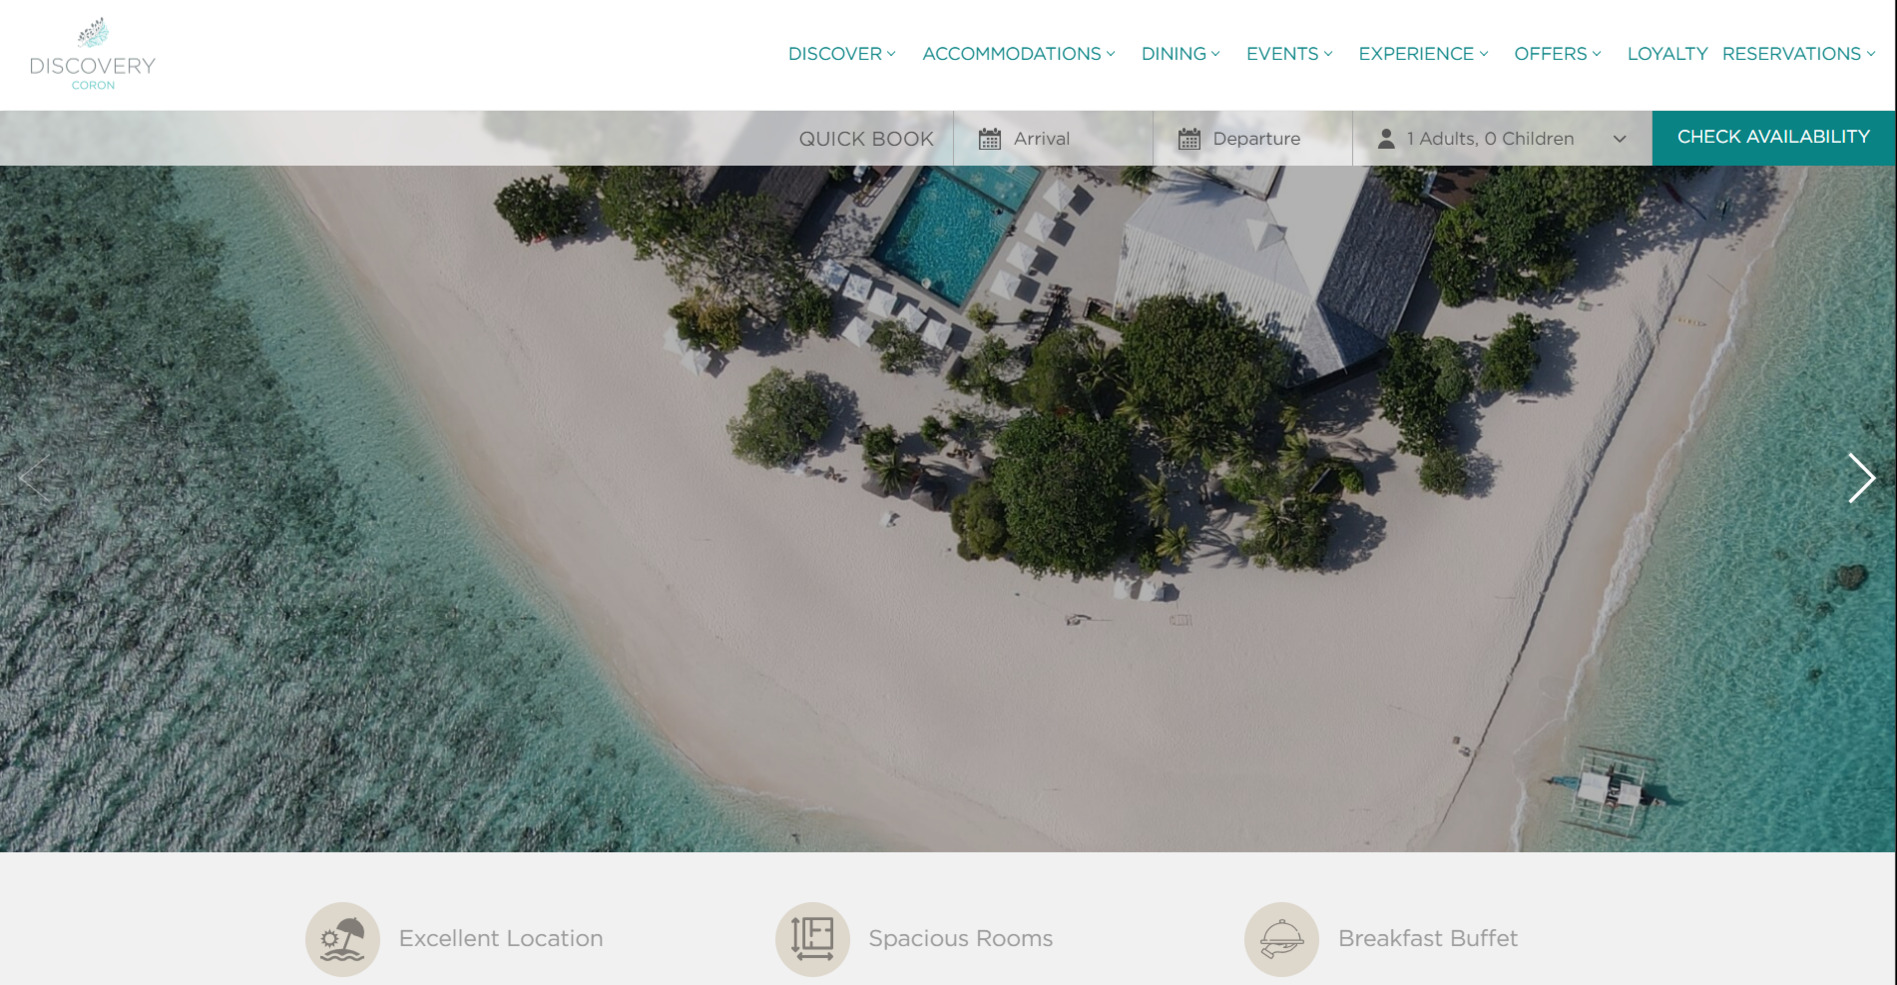 DISCOVERY
CORON
DISCOVER
ACCOMMODATIONS
DINING
EVENTS
EXPERIENCE
OFFERS
LOYALTY
RESERVATIONS
QUICK BOOK
Arrival
Departure
1 Adults, 0 Children
CHECK AVAILABILITY
Excellent Location
Spacious Rooms
Breakfast Buffet